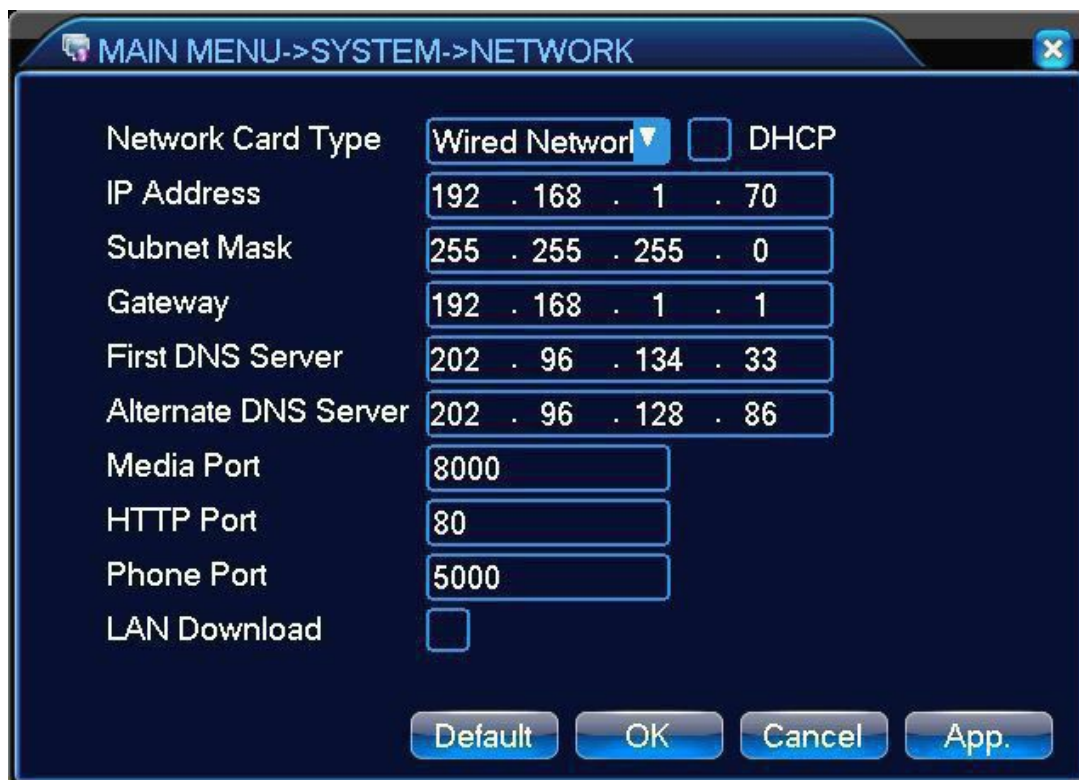 MAIN MENU->SYSTEM->NETWORK
Network Card Type Wired Network DHCP
IP Address 192 . 168 . 1 . 70
Subnet Mask 255 . 255 . 255 . 0
Gateway 192 . 168 . 1 . 1
First DNS Server 202 . 96 . 134 . 33
Alternate DNS Server 202 . 96 . 128 . 86
Media Port 8000
HTTP Port 80
Phone Port 5000
LAN Download
Default OK Cancel App.